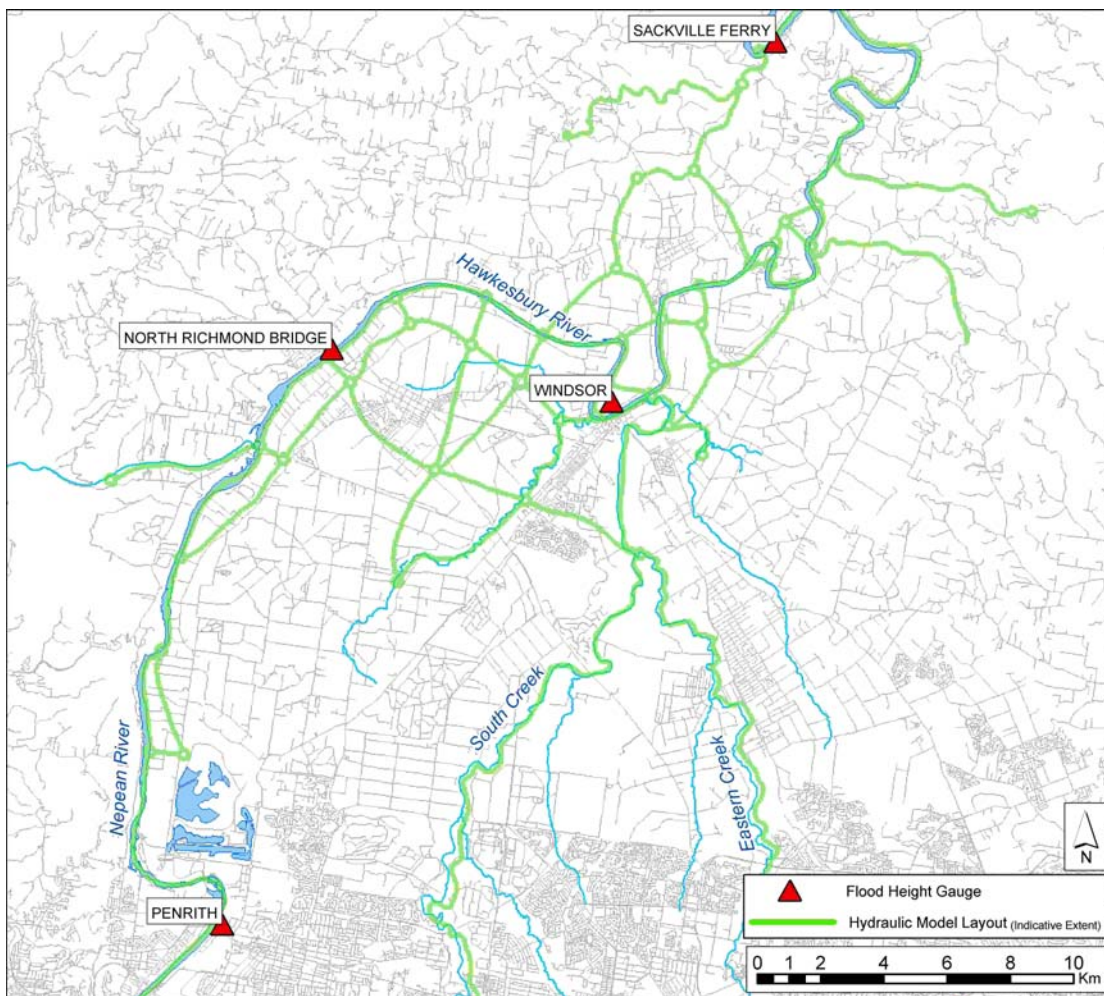 SACKVILLE FERRY
Hawkesbury River
NORTH RICHMOND BRIDGE
WINDSOR
South Creek
Nepean River
Eastern Creek
N
PENRITH
Flood Height Gauge
Hydraulic Model Layout (Indicative Extent)
0 1 2 4 6 8 10
Km